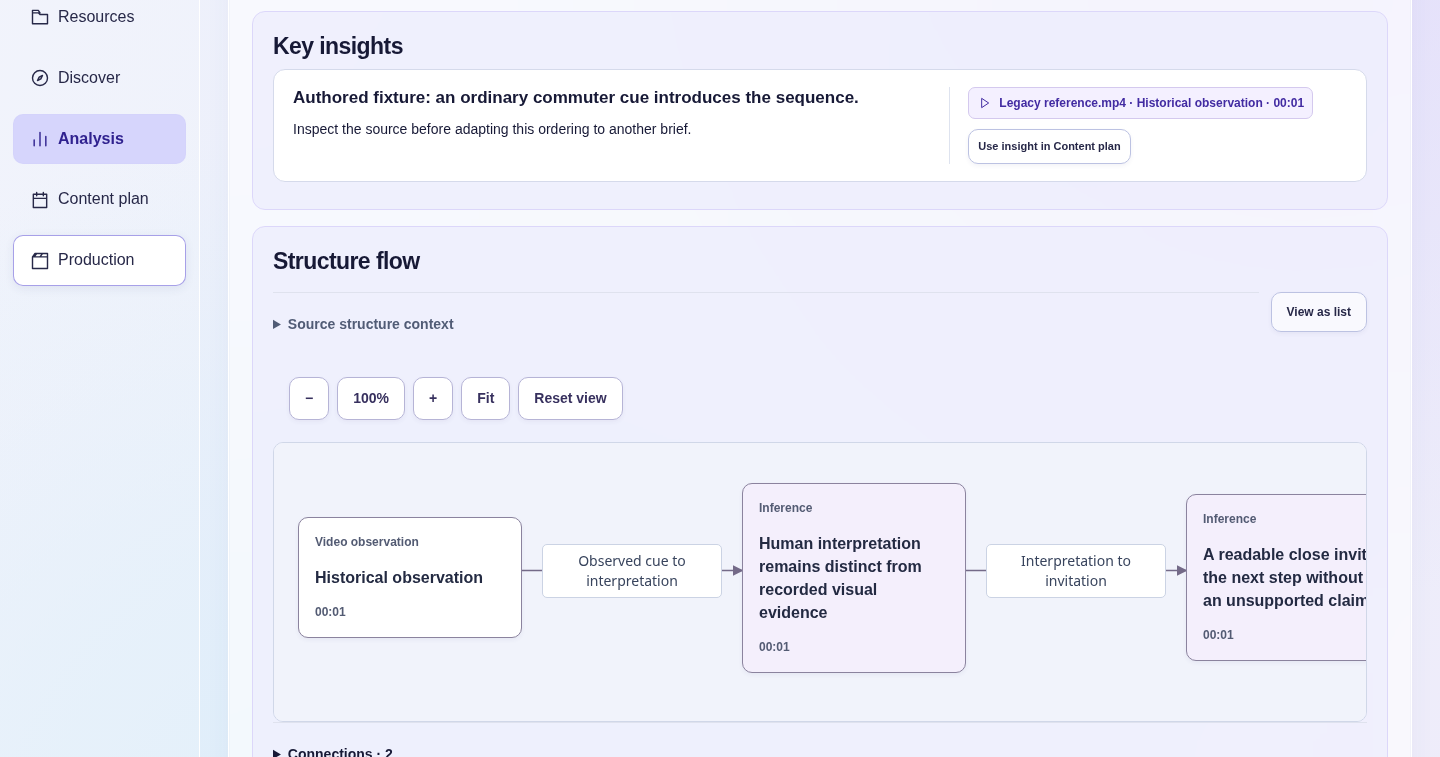 Resources
Discover
Analysis
Content plan
Production
Key insights
Authored fixture: an ordinary commuter cue introduces the sequence.
Inspect the source before adapting this ordering to another brief.
Legacy reference.mp4 · Historical observation · 00:01
Use insight in Content plan
Structure flow
Source structure context
View as list
−
100%
+
Fit
Reset view
Video observation
Historical observation
00:01
Observed cue to
interpretation
Inference
Human interpretation
remains distinct from
recorded visual
evidence
00:01
Interpretation to
invitation
Inference
A readable close invit
the next step without
an unsupported claim
00:01
Connections · 2